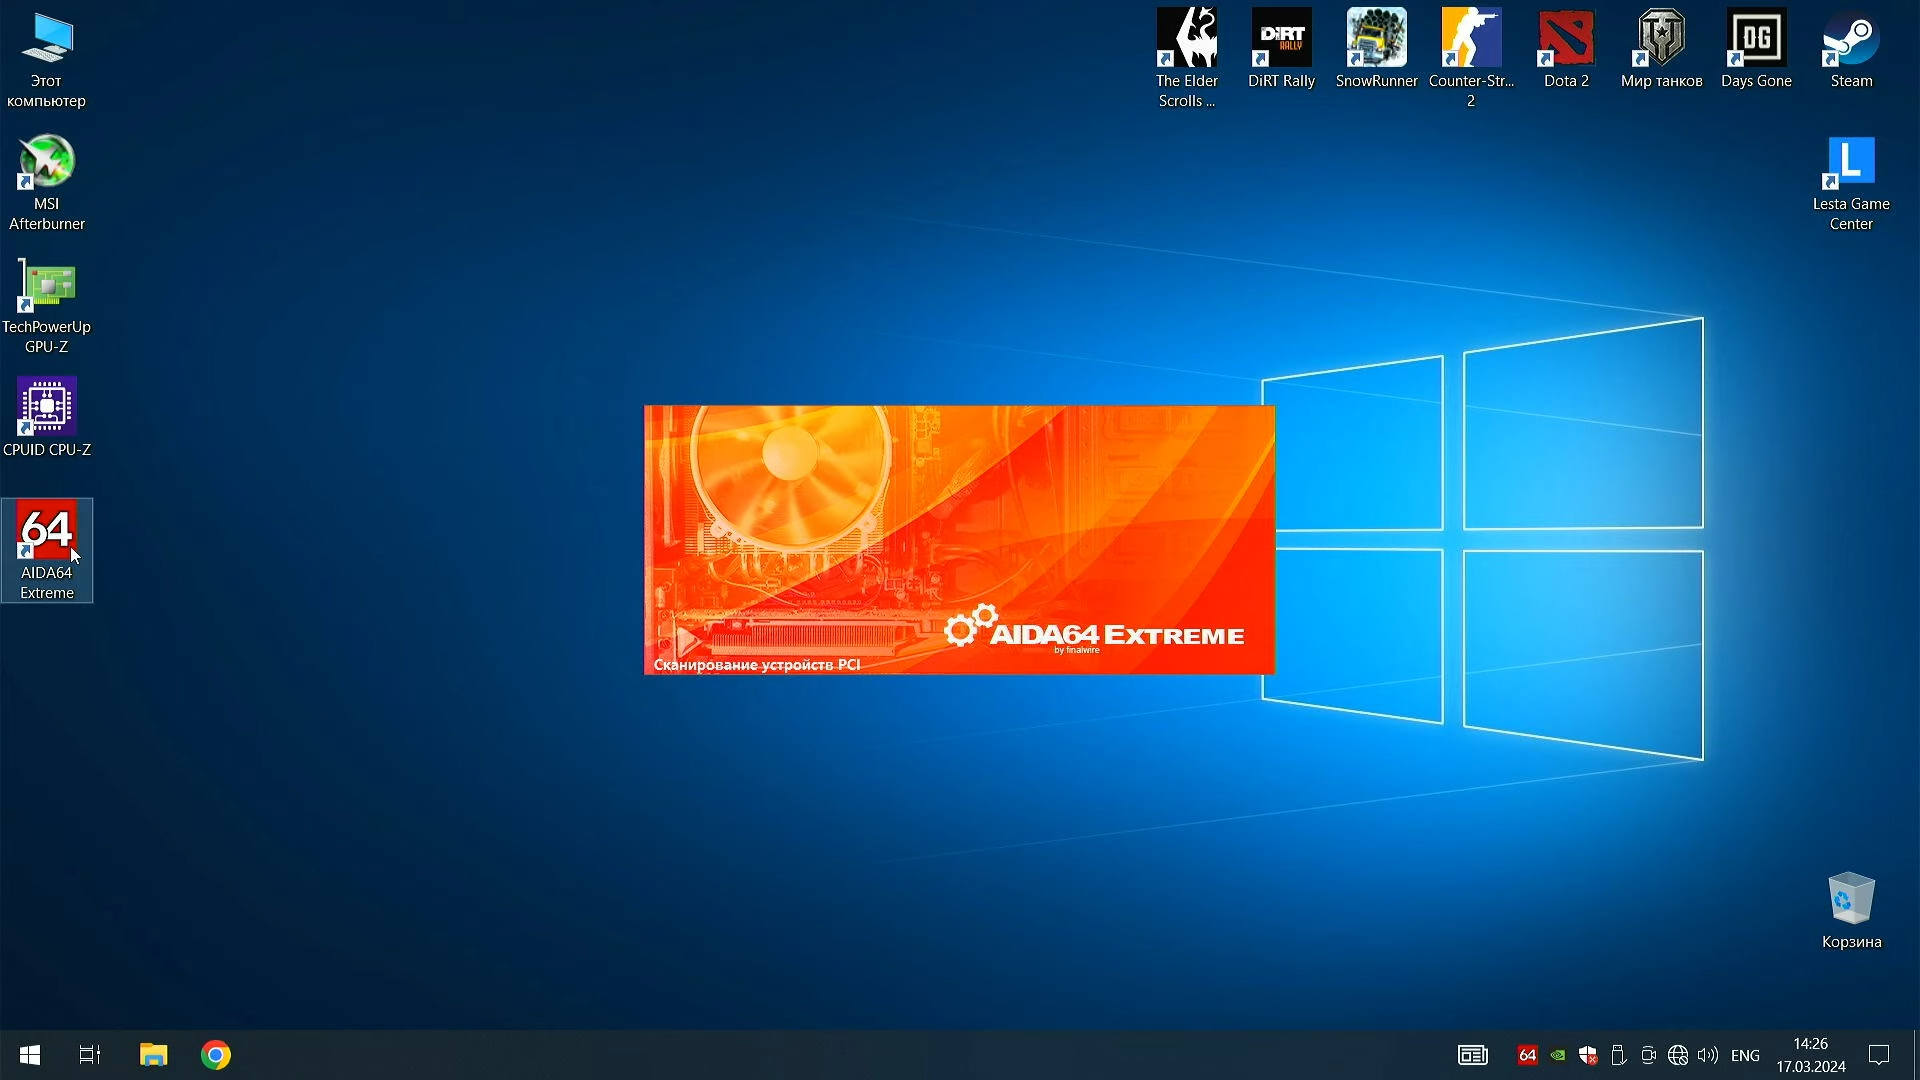 Этот
компьютер
MSI
Afterburner
TechPowerUp
GPU-Z
CPUID CPU-Z
64
AIDA64
Extreme
The Elder
Scrolls ...
DiRT
RALLY
DiRT Rally
SnowRunner
Counter-Str...
2
Dota 2
Мир танков
DG
Days Gone
Steam
L
Lesta Game
Center
AIDA64 EXTREME
by finalwire
Сканирование устройств PCI
Корзина
64
ENG
14:26
17.03.2024